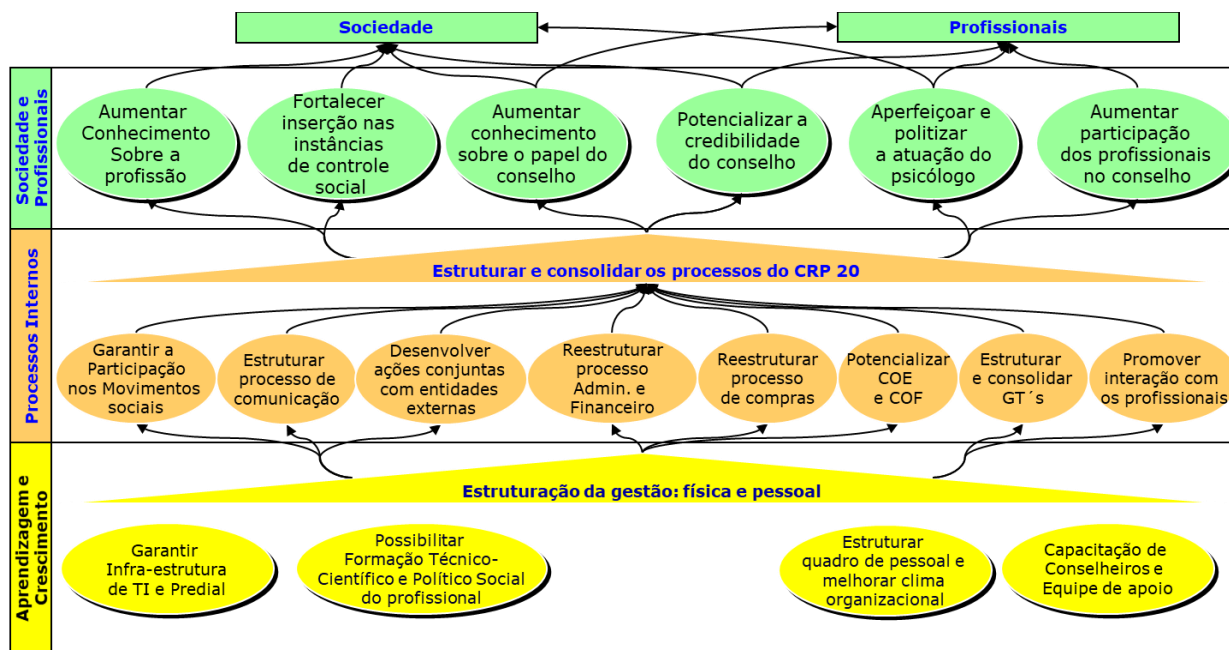 Sociedade
Profissionais
Sociedade e
Profissionais
Aumentar
Conhecimento
Sobre a
profissão
Fortalecer
inserção nas
instâncias
de controle
social
Aumentar
conhecimento
sobre o papel do
conselho
Potencializar a
credibilidade
do conselho
Aperfeiçoar e
politizar
a atuação do
psicólogo
Aumentar
participação
dos profissionais
no conselho
Processos Internos
Estruturar e consolidar os processos do CRP 20
Garantir a
Participação
nos Movimentos
sociais
Estruturar
processo de
comunicação
Desenvolver
ações conjuntas
com entidades
externas
Reestruturar
processo
Admin. e
Financeiro
Reestruturar
processo
de compras
Potencializar
COE
e COF
Estruturar
e consolidar
GT´s
Promover
interação com
os profissionais
Aprendizagem e
Crescimento
Estruturação da gestão: física e pessoal
Garantir
Infra-estrutura
de TI e Predial
Possibilitar
Formação Técnico-
Científico e Político Social
do profissional
Estruturar
quadro de pessoal e
melhorar clima
organizacional
Capacitação de
Conselheiros e
Equipe de apoio